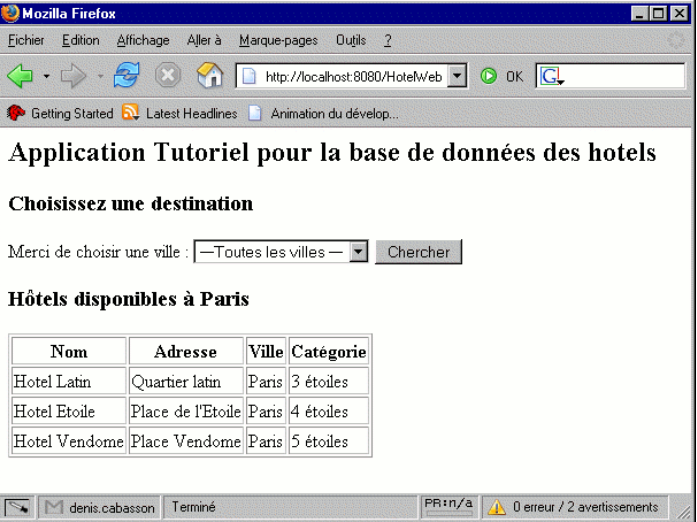 Mozilla Firefox
Fichier Edition Affichage Aller à Marque-pages Outils ?
http://localhost:8080/HotelWeb OK G
Getting Started Latest Headlines Animation du dévelop...
Application Tutoriel pour la base de données des hotels
Choisissez une destination
Merci de choisir une ville : —Toutes les villes — Chercher
Hôtels disponibles à Paris
Nom Adresse Ville Catégorie
Hotel Latin Quartier latin Paris 3 étoiles
Hotel Etoile Place de l'Etoile Paris 4 étoiles
Hotel Vendome Place Vendome Paris 5 étoiles
denis.cabasson Terminé PR:n/a 0 erreur / 2 avertissements